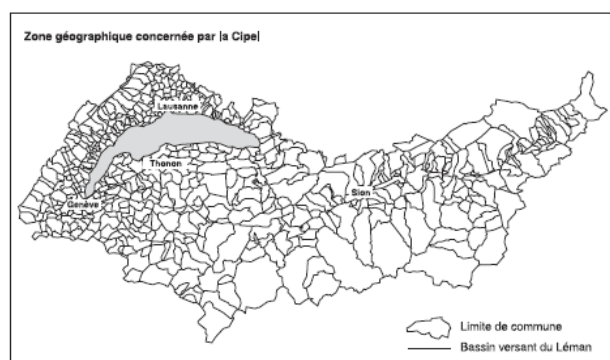 Zone géographique concernée par la Cipel
Lausanne
Thonon
Genève
Sion
Limite de commune
Bassin versant du Léman